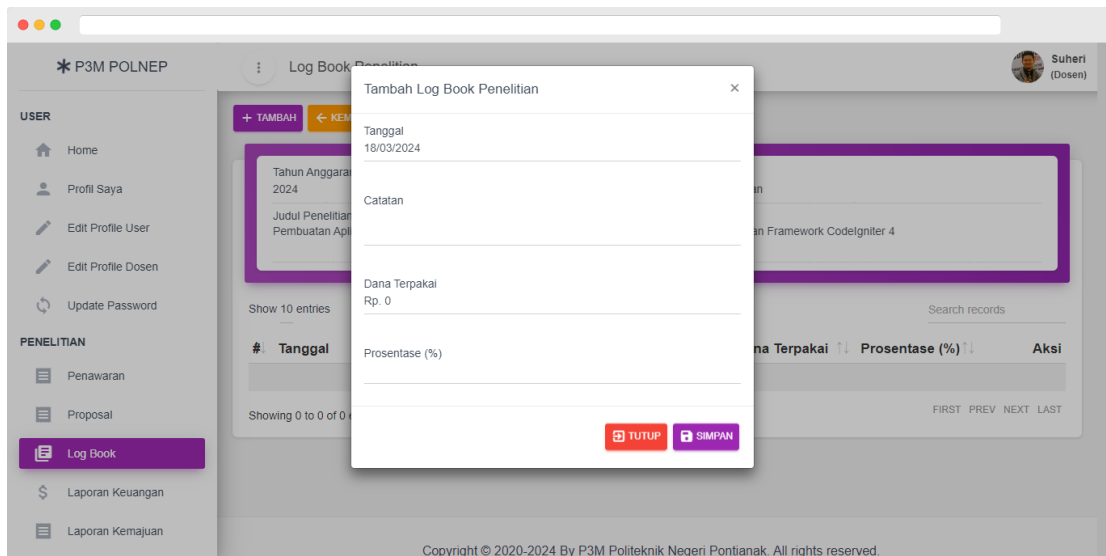 P3M POLNEP
USER
Home
Profil Saya
Edit Profile User
Edit Profile Dosen
Update Password
PENELITIAN
Penawaran
Proposal
Log Book
Laporan Keuangan
Laporan Kemajuan
Log Book Penelitian
Suheri
(Dosen)
+ TAMBAH
Tahun Anggaran
2024
Judul Penelitian
Pembuatan
Framework CodeIgniter 4
Show 10 entries
Search records
# Tanggal
Terpakai Prosentase (%) Aksi
Showing 0 to 0 of 0
FIRST PREV NEXT LAST
Tambah Log Book Penelitian ×
Tanggal
18/03/2024
Catatan
Dana Terpakai
Rp. 0
Prosentase (%)
TUTUP SIMPAN
Copyright © 2020-2024 By P3M Politeknik Negeri Pontianak. All rights reserved.